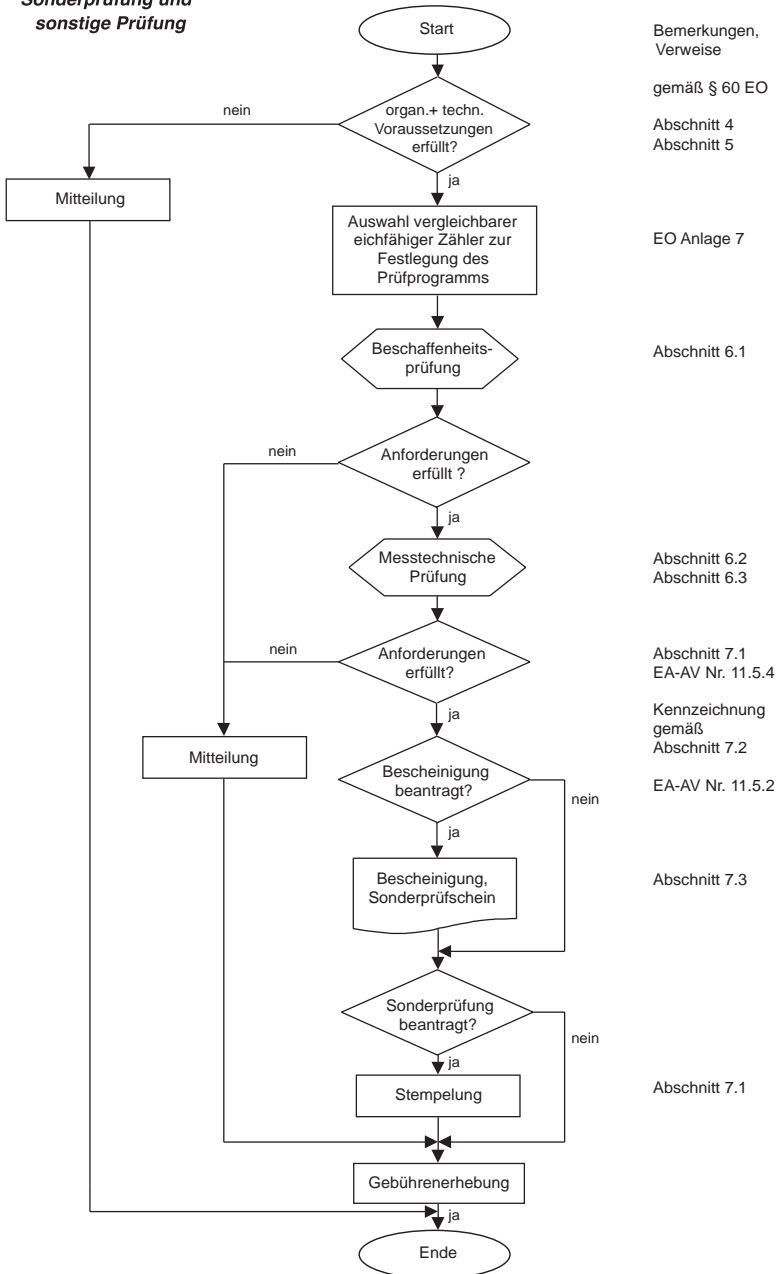 Sonderprüfung und
sonstige Prüfung
Start
Bemerkungen,
Verweise
gemäß § 60 EO
nein
organ.+ techn.
Voraussetzungen
erfüllt?
Abschnitt 4
Abschnitt 5
ja
Mitteilung
Auswahl vergleichbarer
eichfähiger Zähler zur
Festlegung des
Prüfprogramms
EO Anlage 7
Beschaffenheits-
prüfung
Abschnitt 6.1
nein
Anforderungen
erfüllt ?
ja
Messtechnische
Prüfung
Abschnitt 6.2
Abschnitt 6.3
nein
Anforderungen
erfüllt?
Abschnitt 7.1
EA-AV Nr. 11.5.4
ja
Kennzeichnung
gemäß
Abschnitt 7.2
Mitteilung
Bescheinigung
beantragt?
EA-AV Nr. 11.5.2
nein
ja
Bescheinigung,
Sonderprüfschein
Abschnitt 7.3
Sonderprüfung
beantragt?
nein
ja
Stempelung
Abschnitt 7.1
Gebührenerhebung
ja
Ende